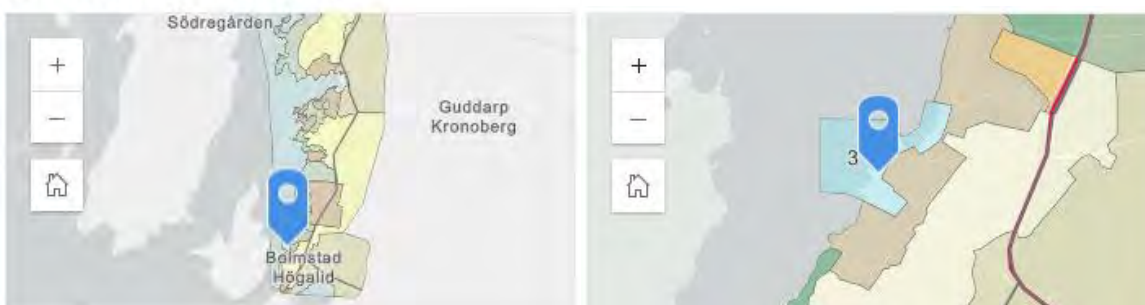 Södregården
+
−
Guddarp
Kronoberg
Bolmstad
Högalid
+
−
3